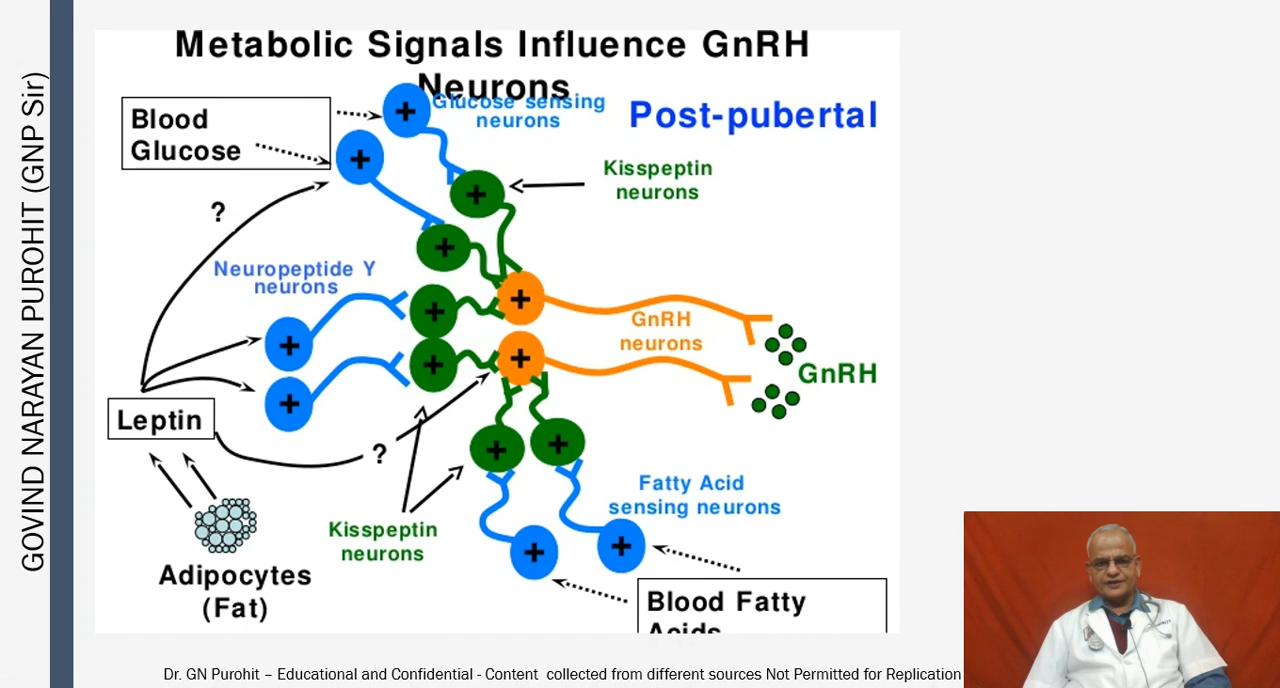 GOVIND NARAYAN PUROHIT (GNP Sir)
Metabolic Signals Influence GnRH
Neurons
Blood
Glucose
+
+
Glucose sensing
neurons
Post-pubertal
Kisspeptin
neurons
+
+
?
Neuropeptide Y
neurons
+
+
+
+
+
+
GnRH
neurons
GnRH
Leptin
?
+
+
Kisspeptin
neurons
Fatty Acid
sensing neurons
+
+
Adipocytes
(Fat)
Blood Fatty
Acids
Dr. GN Purohit – Educational and Confidential - Content collected from different sources Not Permitted for Replication